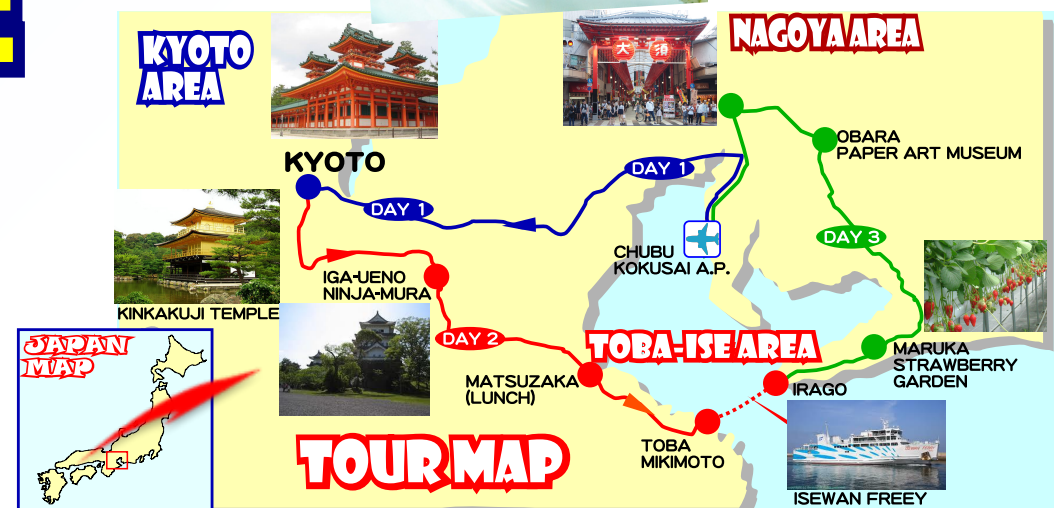 KYOTO
AREA
大須
NAGOYA AREA
OBARA
PAPER ART MUSEUM
KYOTO
DAY 1
DAY 1
CHUBU
KOKUSAI A.P.
DAY 3
IGA-UENO
NINJA-MURA
KINKAKUJI TEMPLE
JAPAN
MAP
DAY 2
TOBA-ISE AREA
MATSUZAKA
(LUNCH)
MARUKA
STRAWBERRY
GARDEN
IRAGO
TOUR MAP
TOBA
MIKIMOTO
ISEWAN FREEY